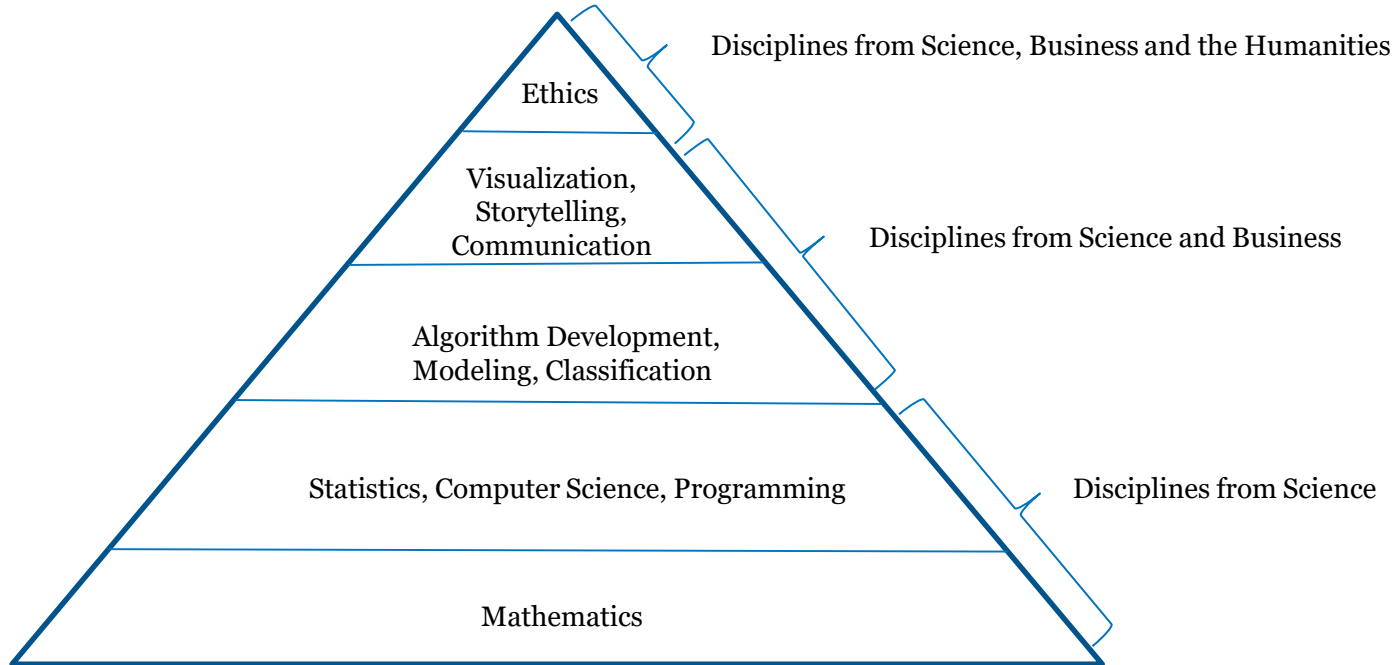 Disciplines from Science, Business and the Humanities
Ethics
Visualization,
Storytelling,
Communication
Disciplines from Science and Business
Algorithm Development,
Modeling, Classification
Statistics, Computer Science, Programming
Disciplines from Science
Mathematics